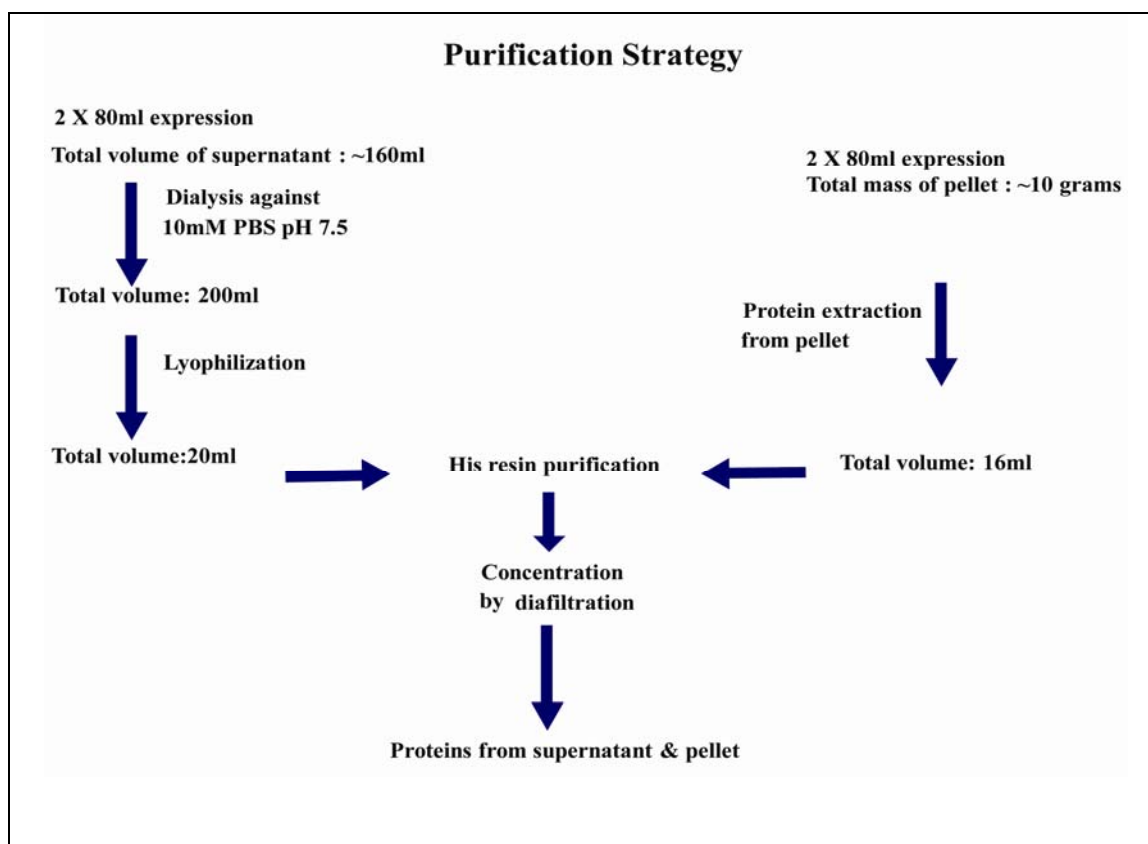 Purification Strategy
2 X 80ml expression
Total volume of supernatant : ~160ml
2 X 80ml expression
Total mass of pellet : ~10 grams
Dialysis against
10mM PBS pH 7.5
Total volume: 200ml
Protein extraction
from pellet
Lyophilization
Total volume:20ml
His resin purification
Total volume: 16ml
Concentration
by diafiltration
Proteins from supernatant & pellet